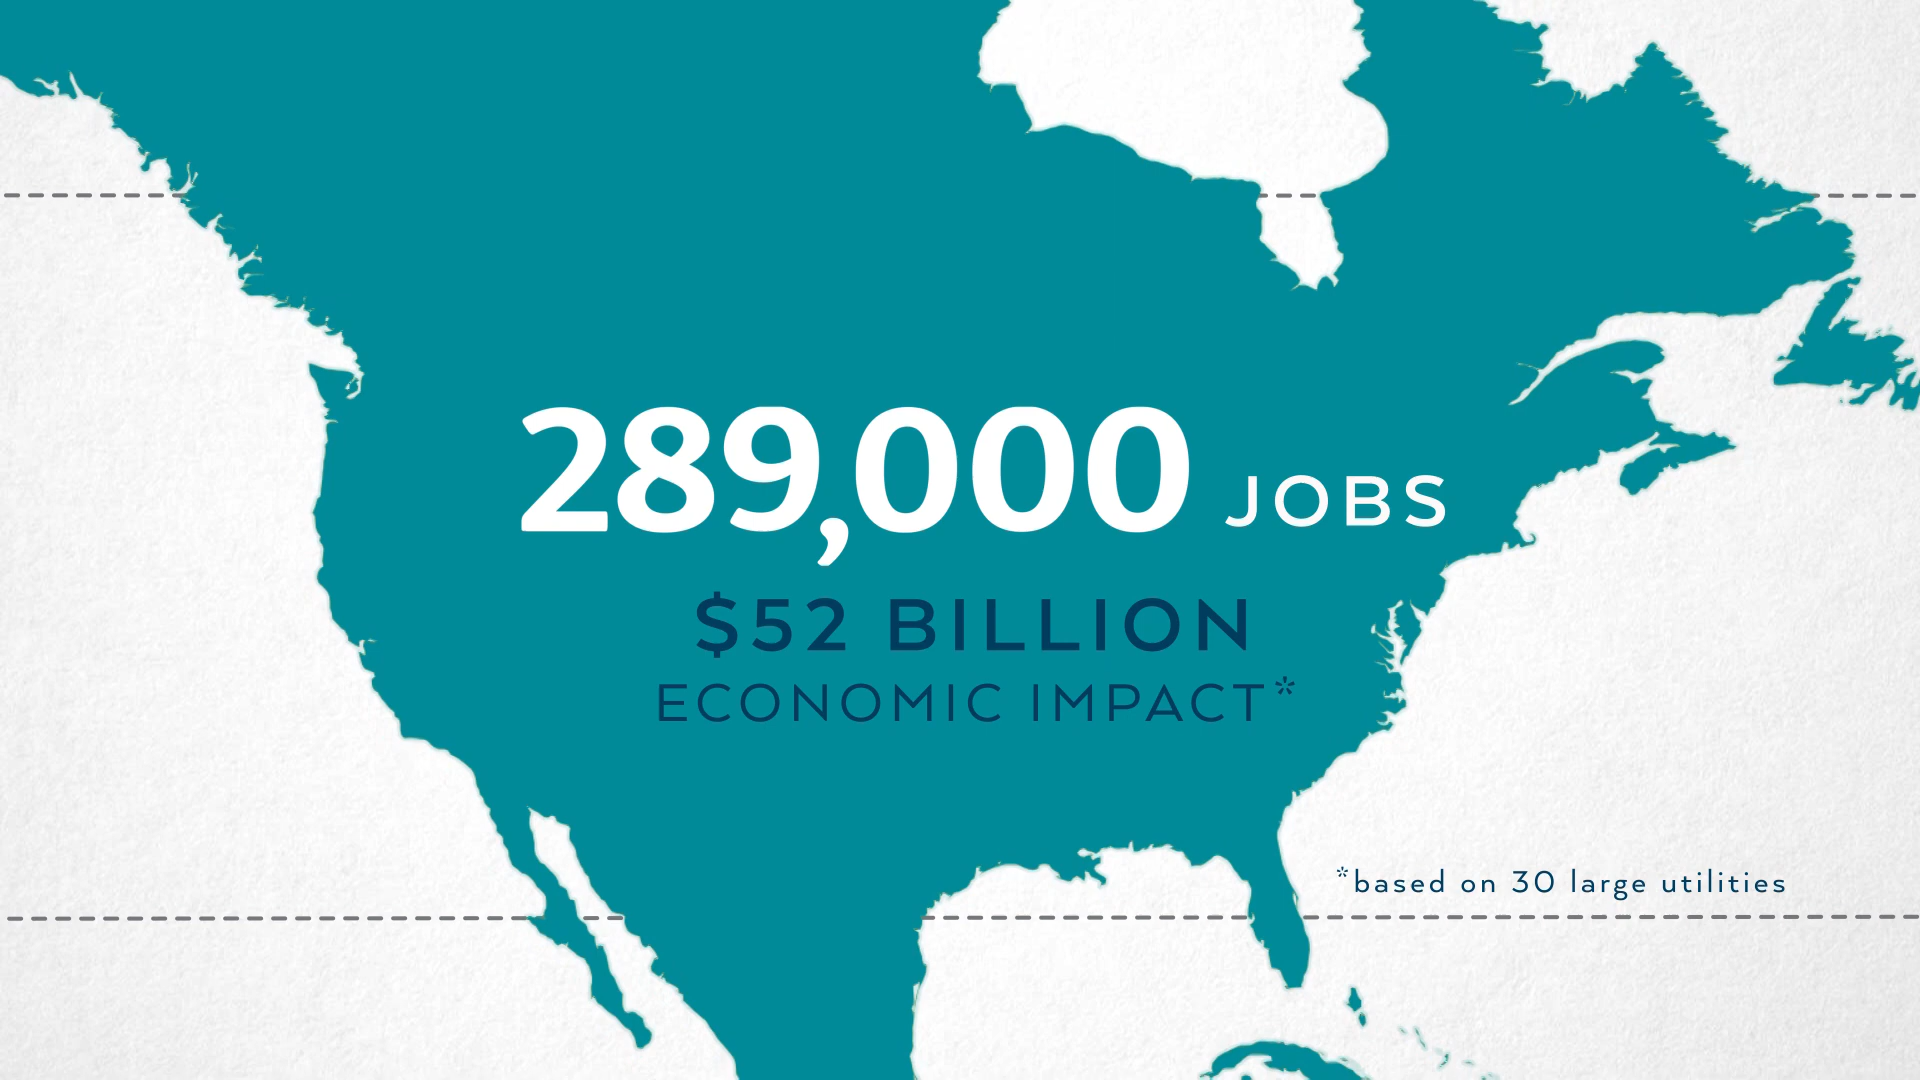 289,000 JOBS
$52 BILLION
ECONOMIC IMPACT*
*based on 30 large utilities